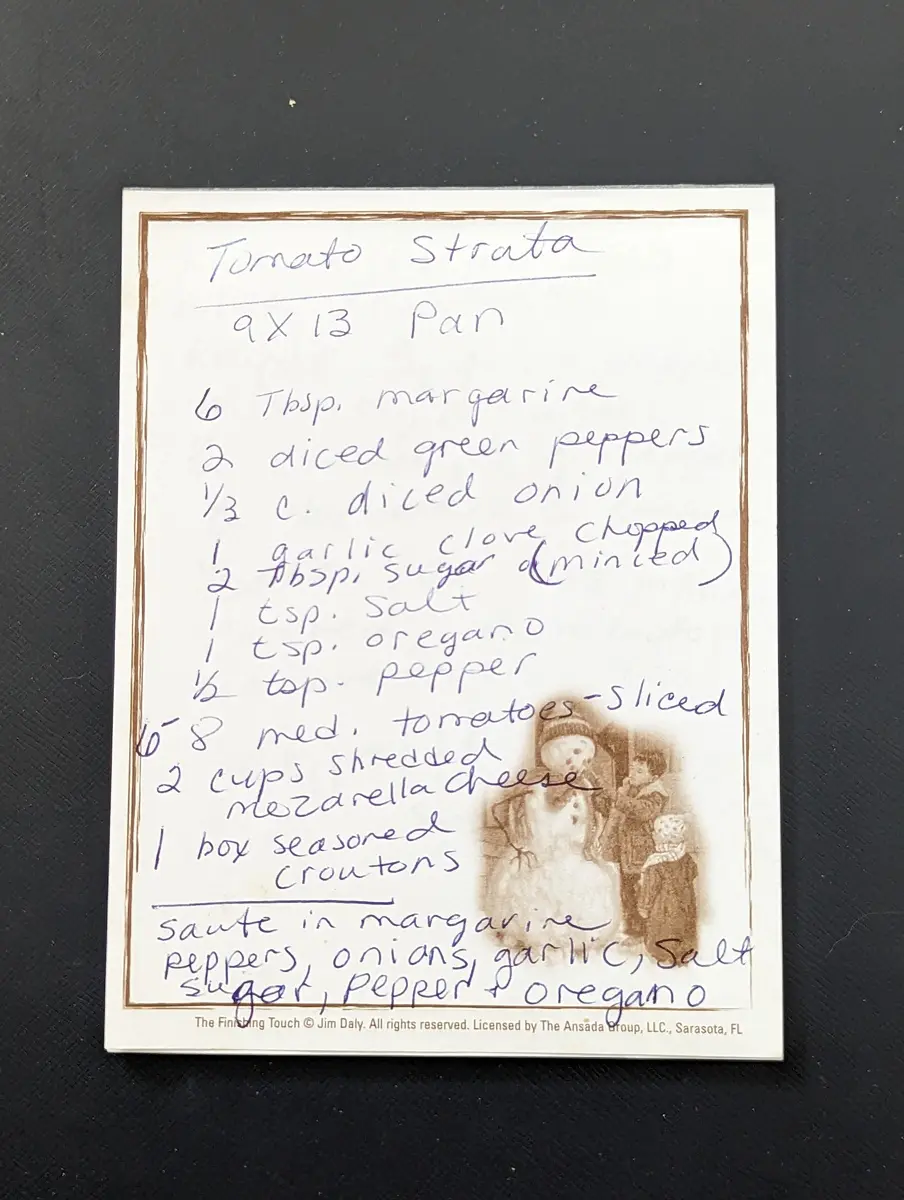 Tomato Strata
9X13 Pan
6 Tbsp. margarine
2 diced green peppers
1/3 c. diced onion
1 garlic clove chopped
2 tbsp. sugar (minced)
1 tsp. salt
1 tsp. oregano
1/2 tsp. pepper
6-8 med. tomatoes-sliced
2 cups shredded
mozarella cheese
1 box seasoned
croutons
saute in margarine
peppers, onions, garlic, salt
sugar, pepper + oregano
The Finishing Touch © Jim Daly. All rights reserved. Licensed by The Ansada Group, LLC., Sarasota, FL